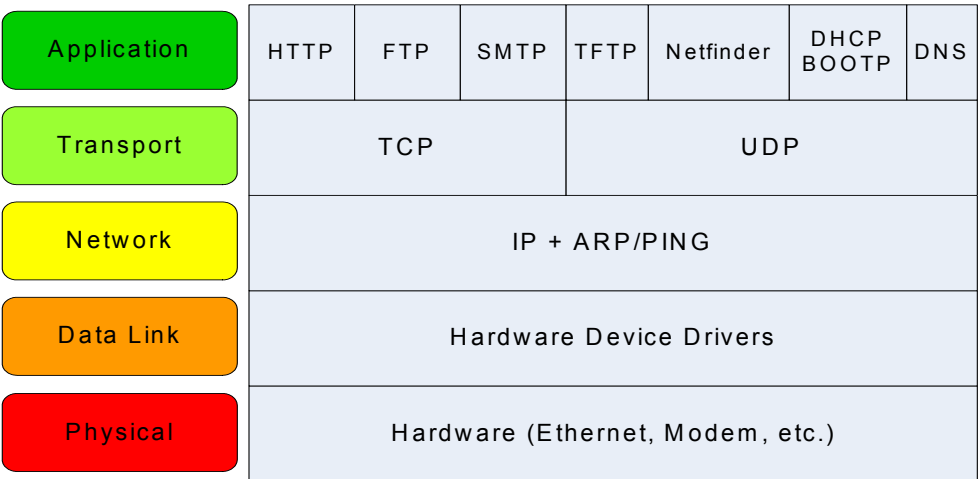 Application
HTTP
FTP
SMTP
TFTP
Netfinder
DHCP
BOOTP
DNS
Transport
TCP
UDP
Network
IP + ARP/PING
Data Link
Hardware Device Drivers
Physical
Hardware (Ethernet, Modem, etc.)